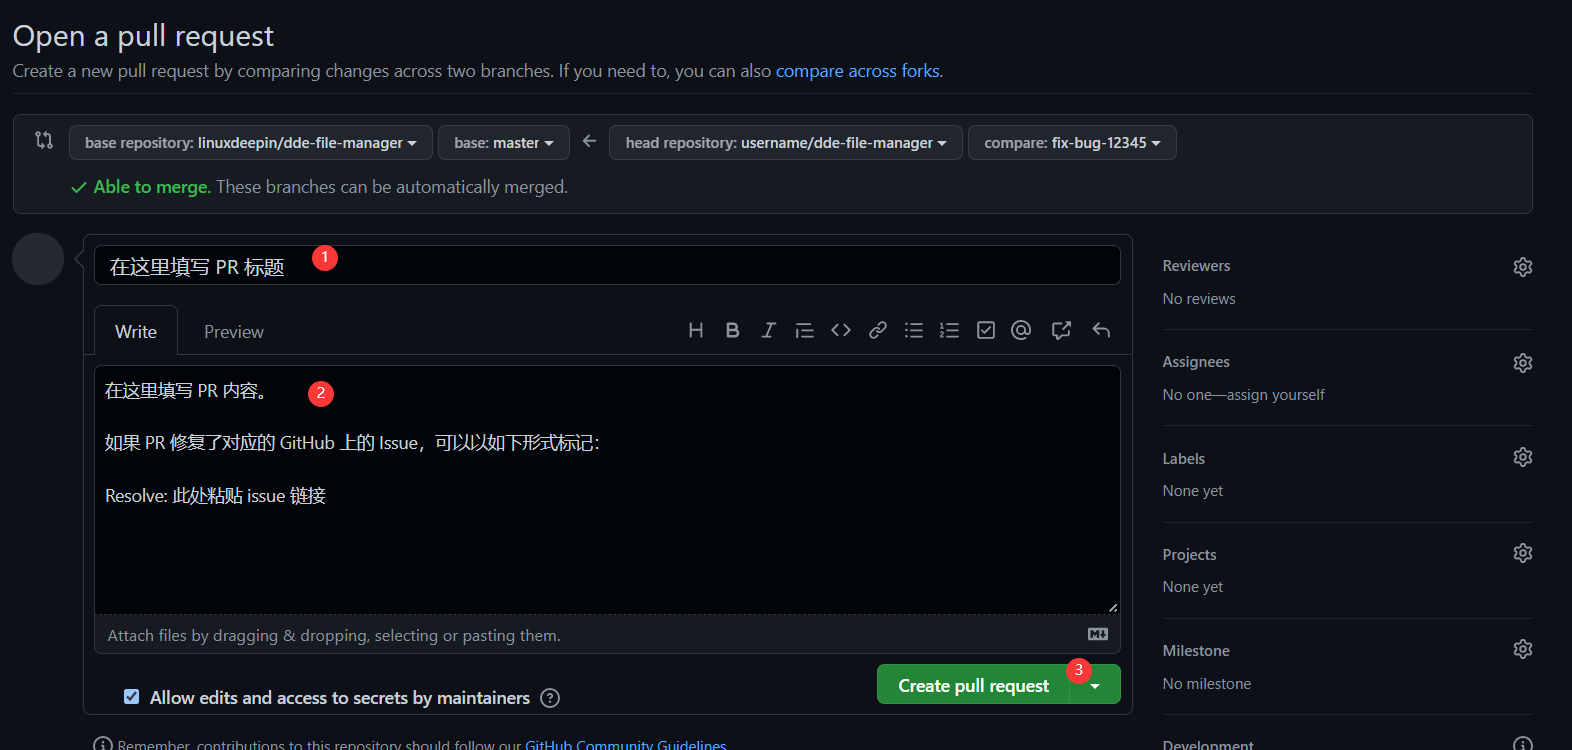 Open a pull request
Create a new pull request by comparing changes across two branches. If you need to, you can also compare across forks.
base repository: linuxdeepin/dde-file-manager base: master head repository: username/dde-file-manager compare: fix-bug-12345
Able to merge. These branches can be automatically merged.
在这里填写 PR 标题 1
Write Preview
在这里填写 PR 内容。 2
如果 PR 修复了对应的 GitHub 上的 Issue，可以以如下形式标记：
Resolve: 此处粘贴 issue 链接
Attach files by dragging & dropping, selecting or pasting them.
Allow edits and access to secrets by maintainers
Create pull request 3
Remember, contributions to this repository should follow our GitHub Community Guidelines.
Reviewers
No reviews
Assignees
No one—assign yourself
Labels
None yet
Projects
None yet
Milestone
No milestone
Development